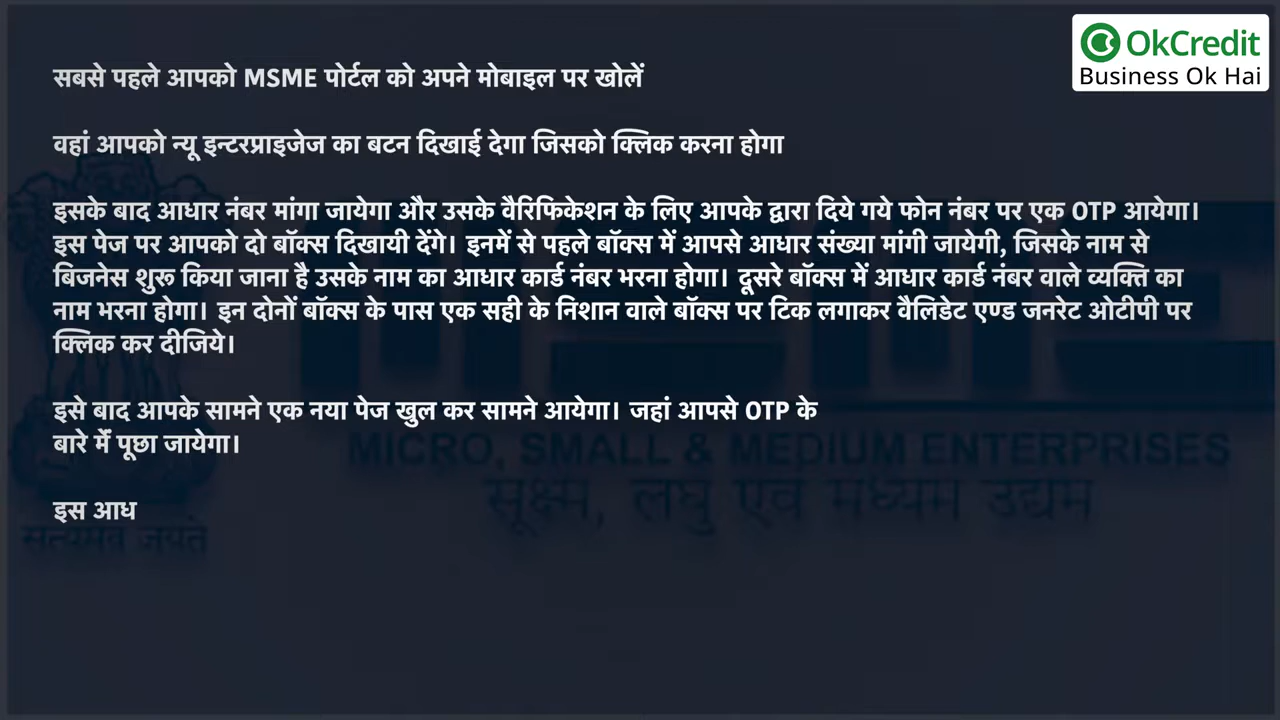 OkCredit
Business Ok Hai
सबसे पहले आपको MSME पोर्टल को अपने मोबाइल पर खोलें
वहां आपको न्यू इन्टरप्राइजेज का बटन दिखाई देगा जिसको क्लिक करना होगा
इसके बाद आधार नंबर मांगा जायेगा और उसके वैरिफिकेशन के लिए आपके द्वारा दिये गये फोन नंबर पर एक OTP आयेगा।
इस पेज पर आपको दो बॉक्स दिखायी देंगे। इनमें से पहले बॉक्स में आपसे आधार संख्या मांगी जायेगी, जिसके नाम से
बिजनेस शुरू किया जाना है उसके नाम का आधार कार्ड नंबर भरना होगा। दूसरे बॉक्स में आधार कार्ड नंबर वाले व्यक्ति का
नाम भरना होगा। इन दोनों बॉक्स के पास एक सही के निशान वाले बॉक्स पर टिक लगाकर वैलिडेट एण्ड जनरेट ओटीपी पर
क्लिक कर दीजिये।
इसे बाद आपके सामने एक नया पेज खुल कर सामने आयेगा। जहां आपसे OTP के
बारे में पूछा जायेगा।
MICRO, SMALL & MEDIUM ENTERPRISES
सूक्ष्म, लघु एवं मध्यम उद्यम
इस आध
सत्यमेव जयते